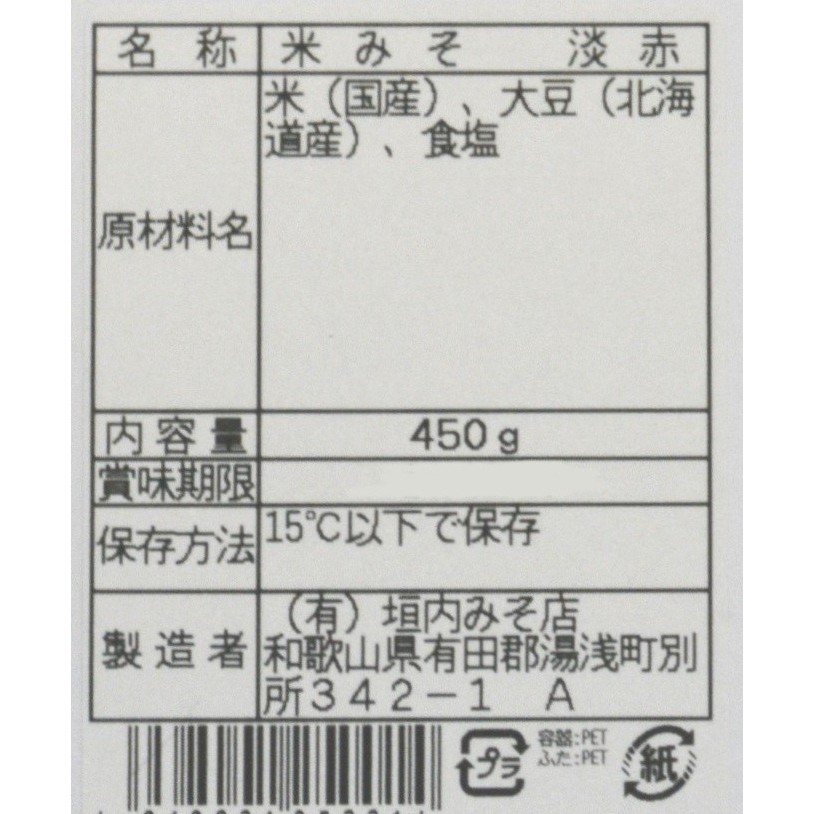 名称 米みそ 淡赤
原材料名 米（国産）、大豆（北海
道産）、食塩
内容量 450g
賞味期限
保存方法 15℃以下で保存
製造者 （有）垣内みそ店
和歌山県有田郡湯浅町別
所342-1 A
プラ 容器:PET
ふた:PET
紙